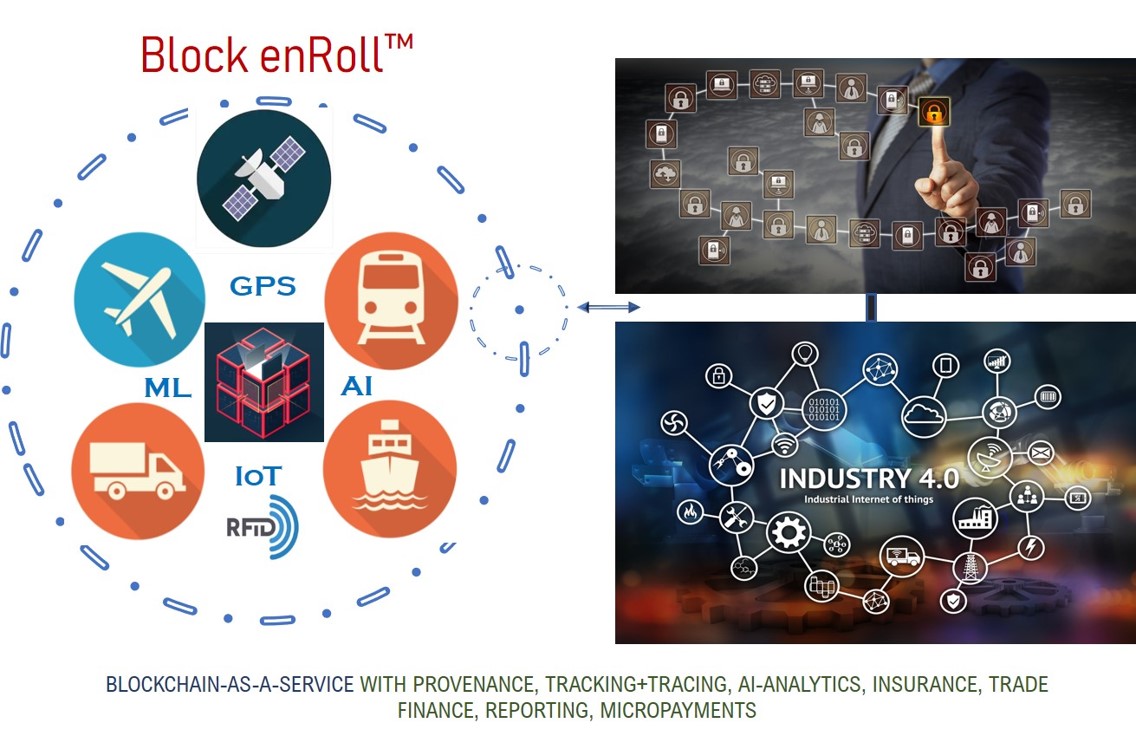 Block enRoll™
GPS
ML
AI
IoT
RFID
010101
010101
010101
INDUSTRY 4.0
Industrial Internet of things
BLOCKCHAIN-AS-A-SERVICE WITH PROVENANCE, TRACKING+TRACING, AI-ANALYTICS, INSURANCE, TRADE
FINANCE, REPORTING, MICROPAYMENTS